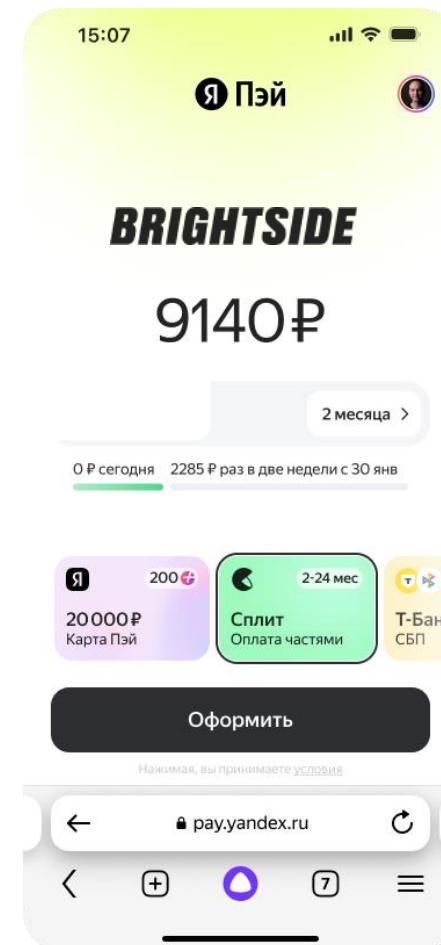 15:07
Я Пэй
BRIGHTSIDE
9140 ₽
2 месяца >
0 ₽ сегодня 2285 ₽ раз в две недели с 30 янв
Я 200
20 000 ₽
Карта Пэй
2-24 мес
Сплит
Оплата частями
Т
Т-Бан
СБП
Оформить
Нажимая, вы принимаете условия
pay.yandex.ru
7